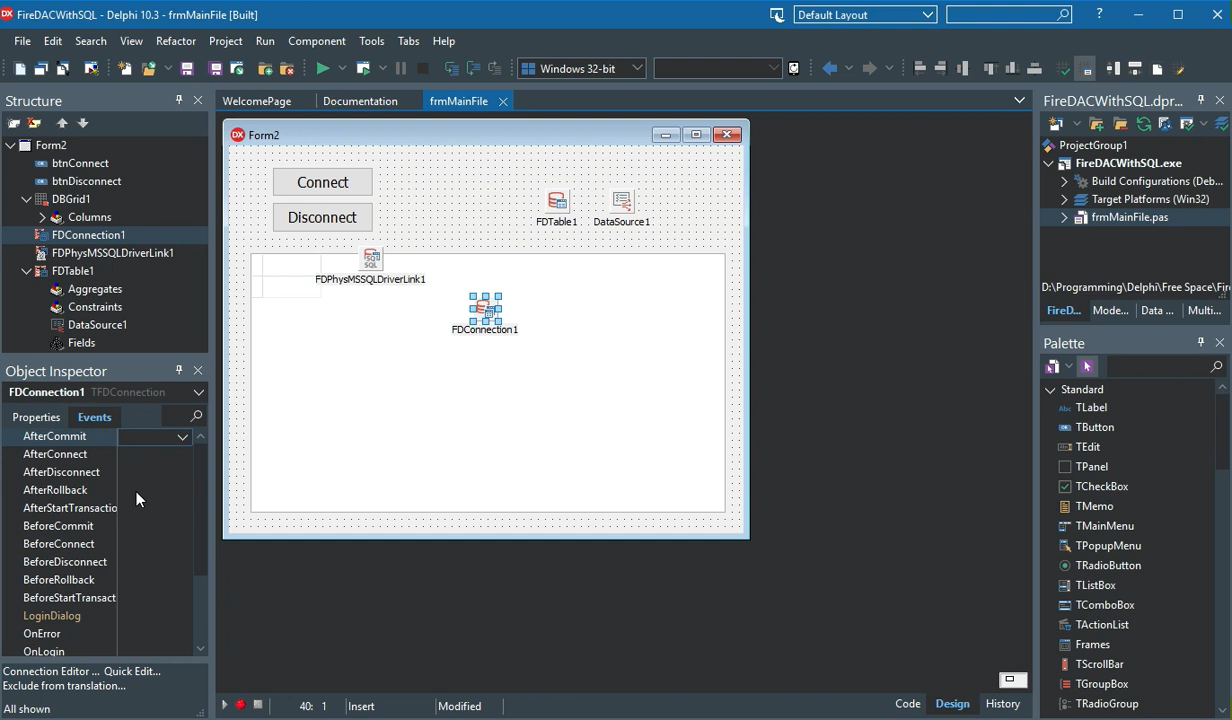 FireDACWithSQL - Delphi 10.3 - frmMainFile [Built]
Default Layout
File Edit Search View Refactor Project Run Component Tools Tabs Help
Windows 32-bit
Structure
Form2
btnConnect
btnDisconnect
DBGrid1
Columns
FDConnection1
FDPhysMSSQLDriverLink1
FDTable1
Aggregates
Constraints
DataSource1
Fields
Object Inspector
FDConnection1 TFDConnection
Properties Events
AfterCommit
AfterConnect
AfterDisconnect
AfterRollback
AfterStartTransactio
BeforeCommit
BeforeConnect
BeforeDisconnect
BeforeRollback
BeforeStartTransact
LoginDialog
OnError
OnLogin
Connection Editor ... Quick Edit...
Exclude from translation...
All shown
WelcomePage Documentation frmMainFile
Form2
Connect
Disconnect
FDTable1 DataSource1
FDPhysMSSQLDriverLink1
FDConnection1
40: 1 Insert Modified
Code Design History
FireDACWithSQL.dpr...
ProjectGroup1
FireDACWithSQL.exe
Build Configurations (Deb...
Target Platforms (Win32)
frmMainFile.pas
D:\Programming\Delphi\Free Space\Fir
FireD... Mode... Data ... Multi...
Palette
Standard
TLabel
TButton
TEdit
TPanel
TCheckBox
TMemo
TMainMenu
TPopupMenu
TRadioButton
TListBox
TComboBox
TActionList
Frames
TScrollBar
TGroupBox
TRadioGroup